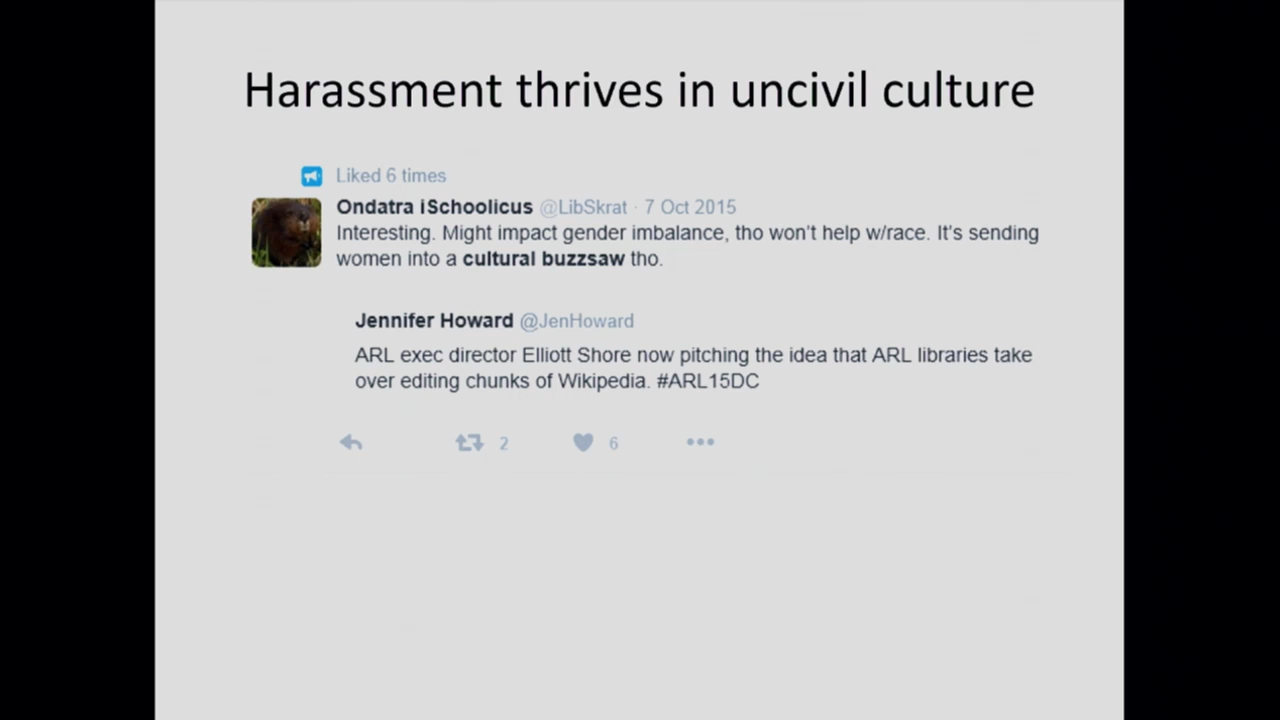 Harassment thrives in uncivil culture
Liked 6 times
Ondatra iSchoolicus @LibSkrat · 7 Oct 2015
Interesting. Might impact gender imbalance, tho won't help w/race. It's sending
women into a cultural buzzsaw tho.
Jennifer Howard @JenHoward
ARL exec director Elliott Shore now pitching the idea that ARL libraries take
over editing chunks of Wikipedia. #ARL15DC
2 6